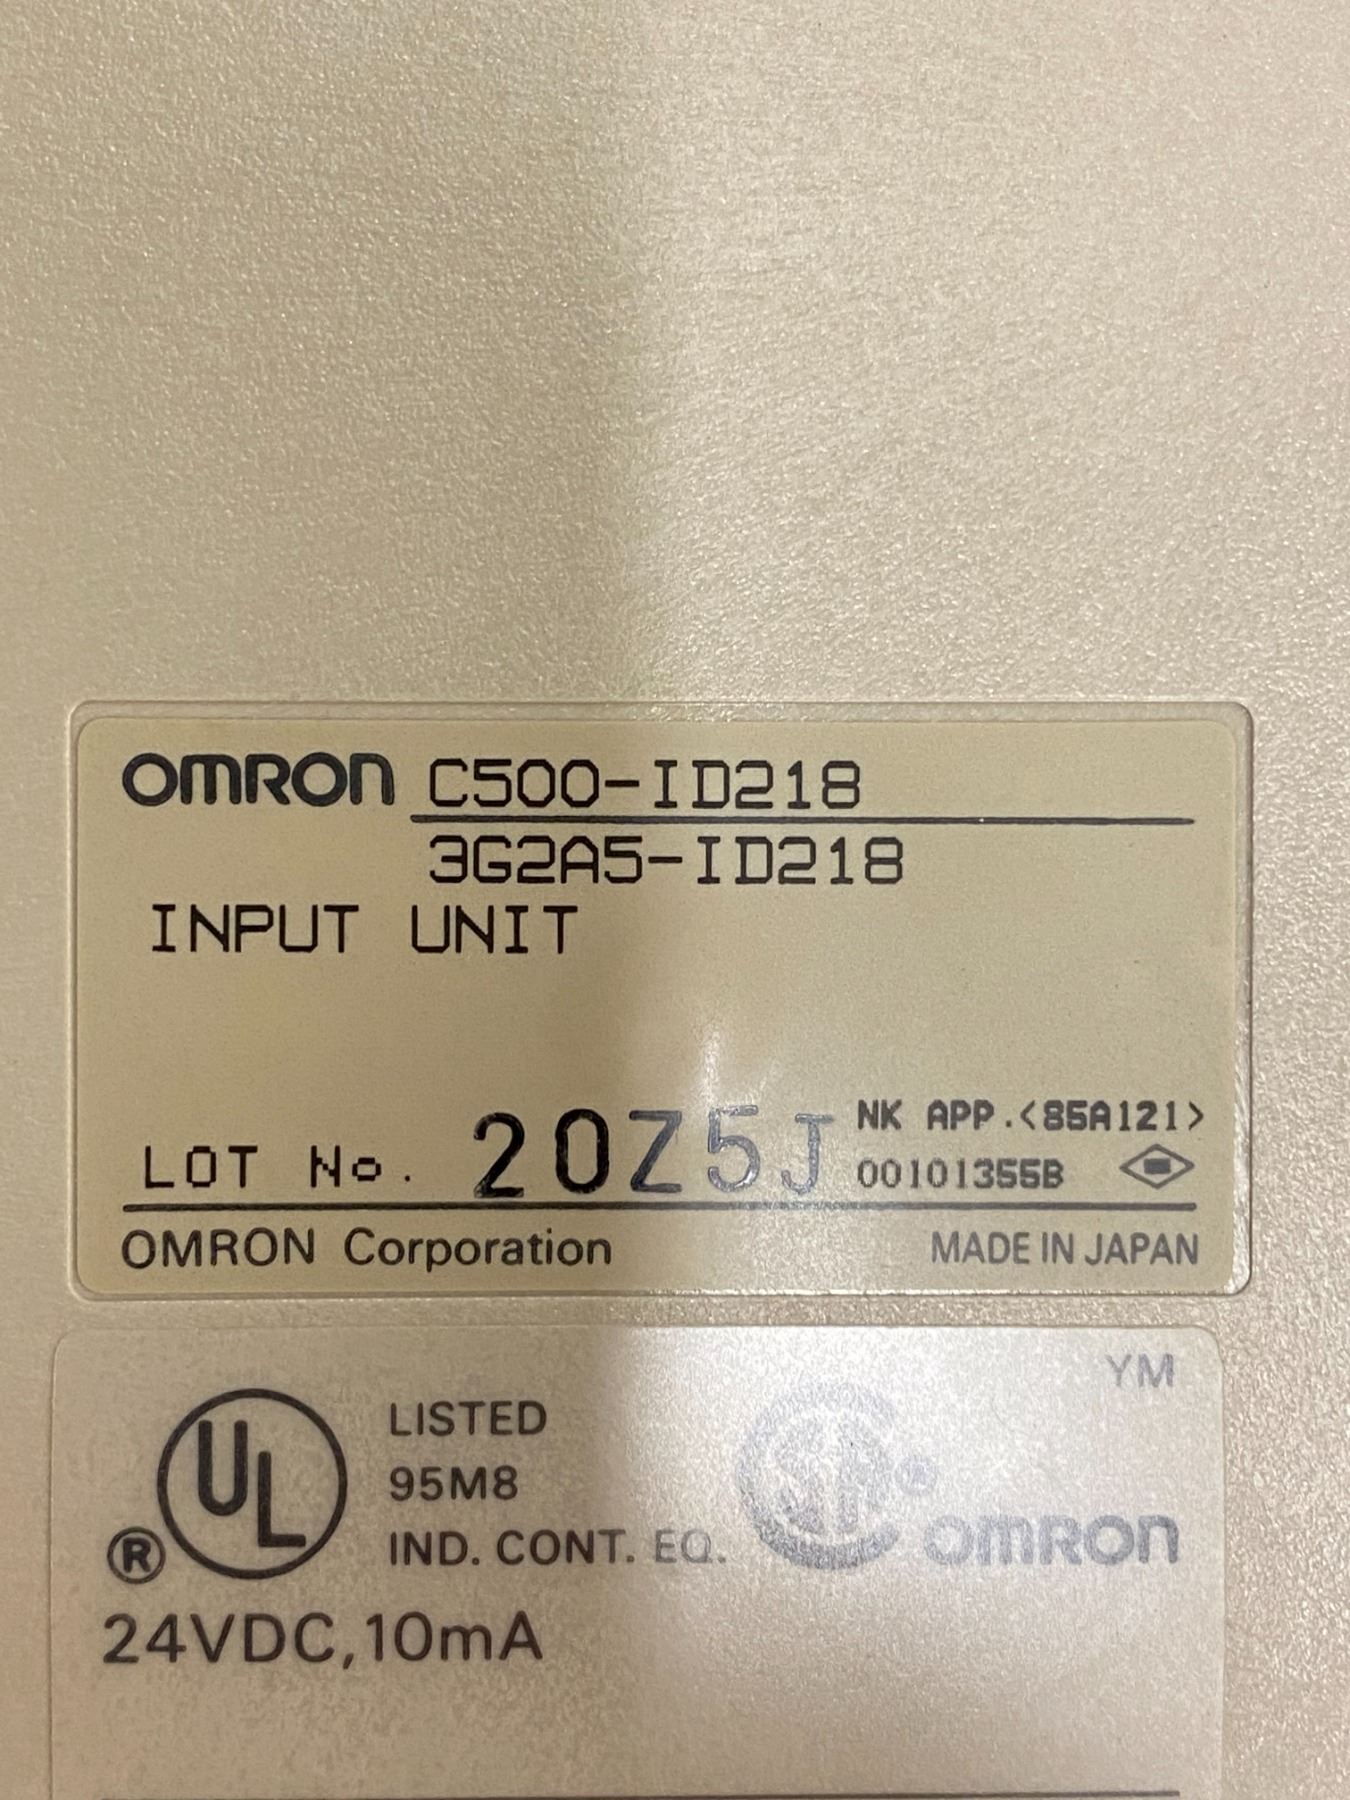 OMRON C500-ID218
3G2A5-ID218
INPUT UNIT
NK APP.<85A121>
LOT No. 20Z5J 00101355B
OMRON Corporation MADE IN JAPAN
YM
UL LISTED
95M8
® IND. CONT. EQ. ® OMRON
24VDC,10mA